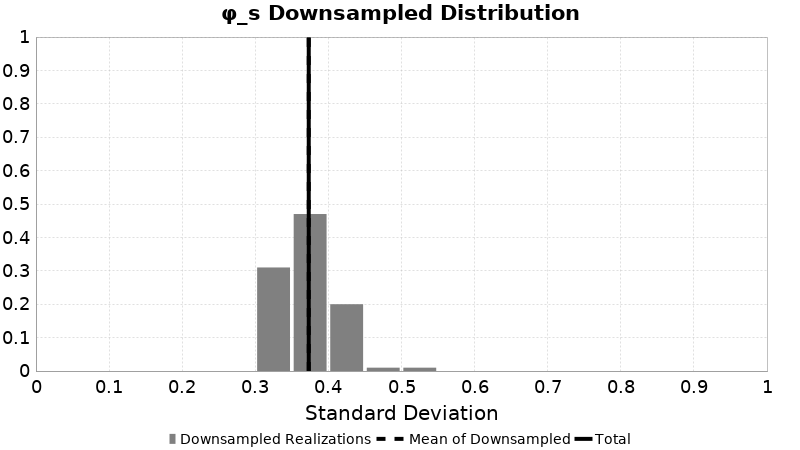 φ_s Downsampled Distribution
1
0.9
0.8
0.7
0.6
0.5
0.4
0.3
0.2
0.1
0
0 0.1 0.2 0.3 0.4 0.5 0.6 0.7 0.8 0.9 1
Standard Deviation
Downsampled Realizations Mean of Downsampled Total